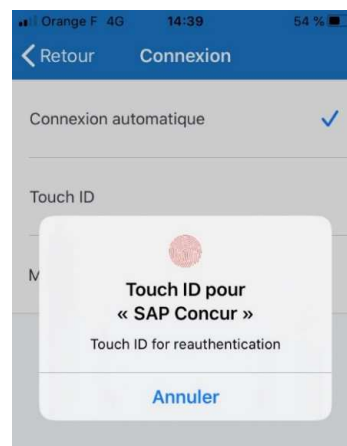 Orange F 4G 14:39 54 %
Retour Connexion
Connexion automatique
Touch ID
M
Touch ID pour
« SAP Concur »
Touch ID for reauthentication
Annuler